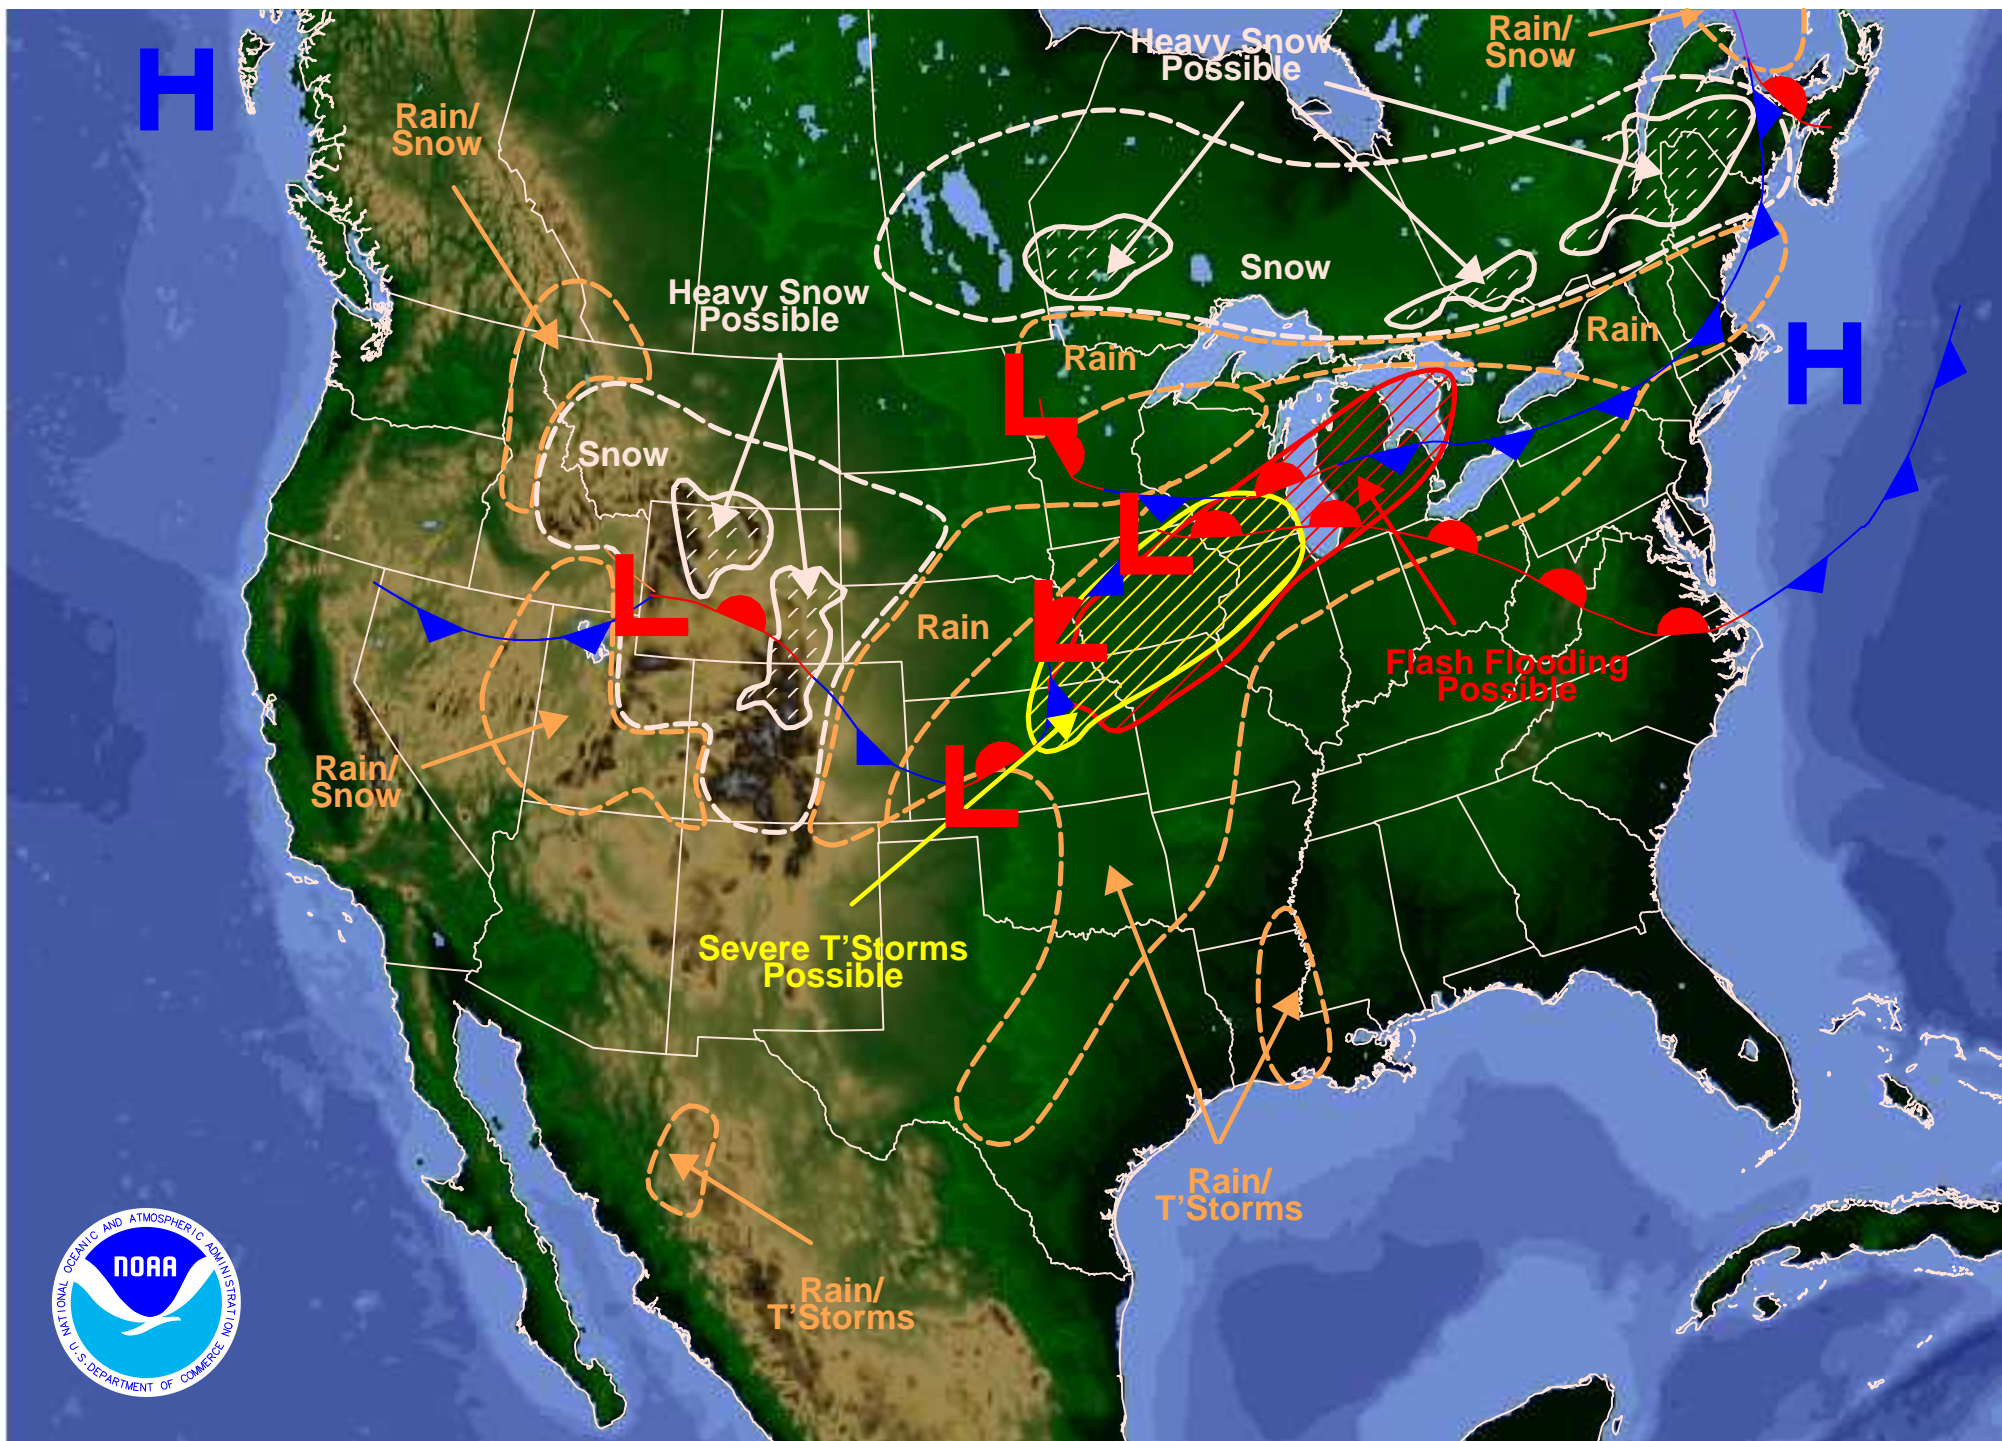 H
Rain/
Snow
Heavy Snow
Possible
Rain/
Snow
Snow
Heavy Snow
Possible
Rain
Rain
H
L
Snow
L
L
L
Rain
Flash Flooding
Possible
Rain/
Snow
L
Severe T'Storms
Possible
Rain/
T'Storms
Rain/
T'Storms
NATIONAL OCEANIC AND ATMOSPHERIC ADMINISTRATION
NOAA
U.S. DEPARTMENT OF COMMERCE